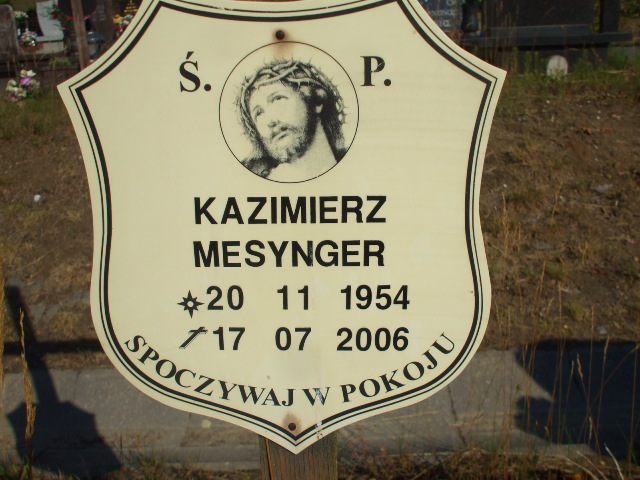 Ś. P.
KAZIMIERZ
MESYNGER
20 11 1954
17 07 2006
SPOCZYWAJ W POKOJU